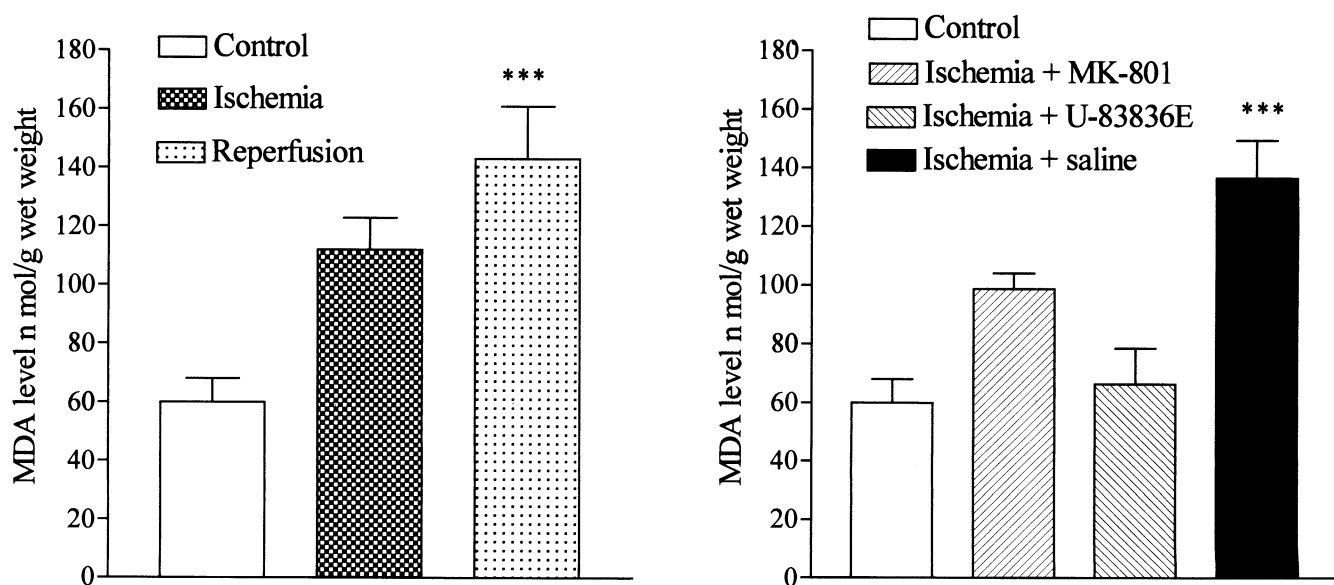 MDA level n mol/g wet weight
180
160
140
120
100
80
60
40
20
0
Control
Ischemia
Reperfusion
***
MDA level n mol/g wet weight
180
160
140
120
100
80
60
40
20
0
Control
Ischemia + MK-801
Ischemia + U-83836E
Ischemia + saline
***